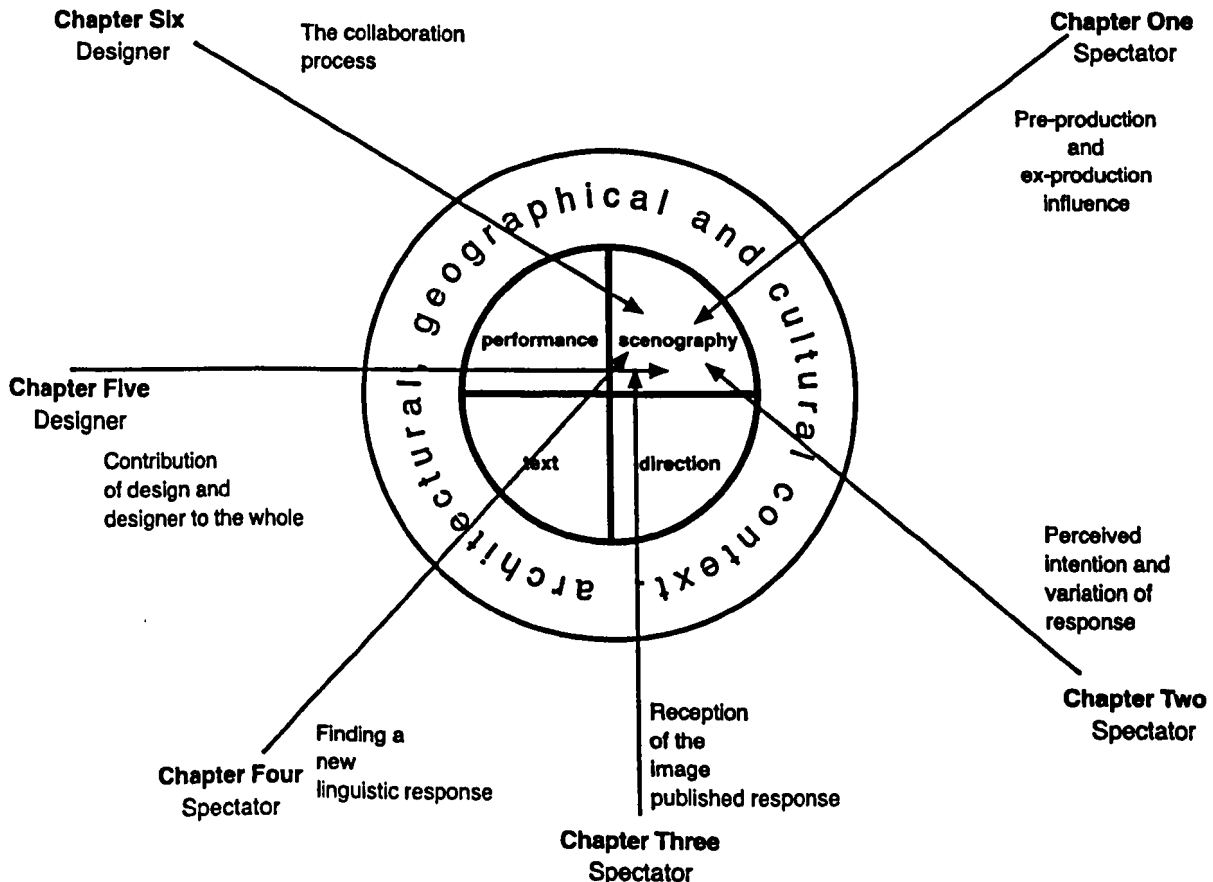 Chapter Six
Designer
The collaboration
process
Chapter One
Spectator
Pre-production
and
ex-production
influence
architectural, geographical and cultural context.
performance
scenography
text
direction
Chapter Five
Designer
Contribution
of design and
designer to the whole
Perceived
intention and
variation of
response
Chapter Two
Spectator
Finding a
new
linguistic response
Chapter Four
Spectator
Reception
of the
image
published response
Chapter Three
Spectator